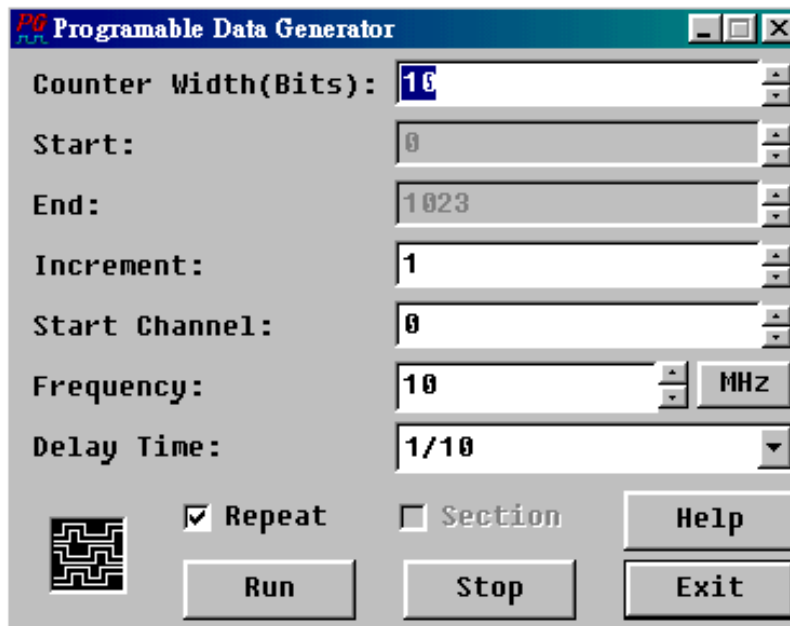 PG Programable Data Generator
Counter Width(Bits): 10
Start: 0
End: 1023
Increment: 1
Start Channel: 0
Frequency: 10 MHz
Delay Time: 1/10
Repeat Section Help
Run Stop Exit